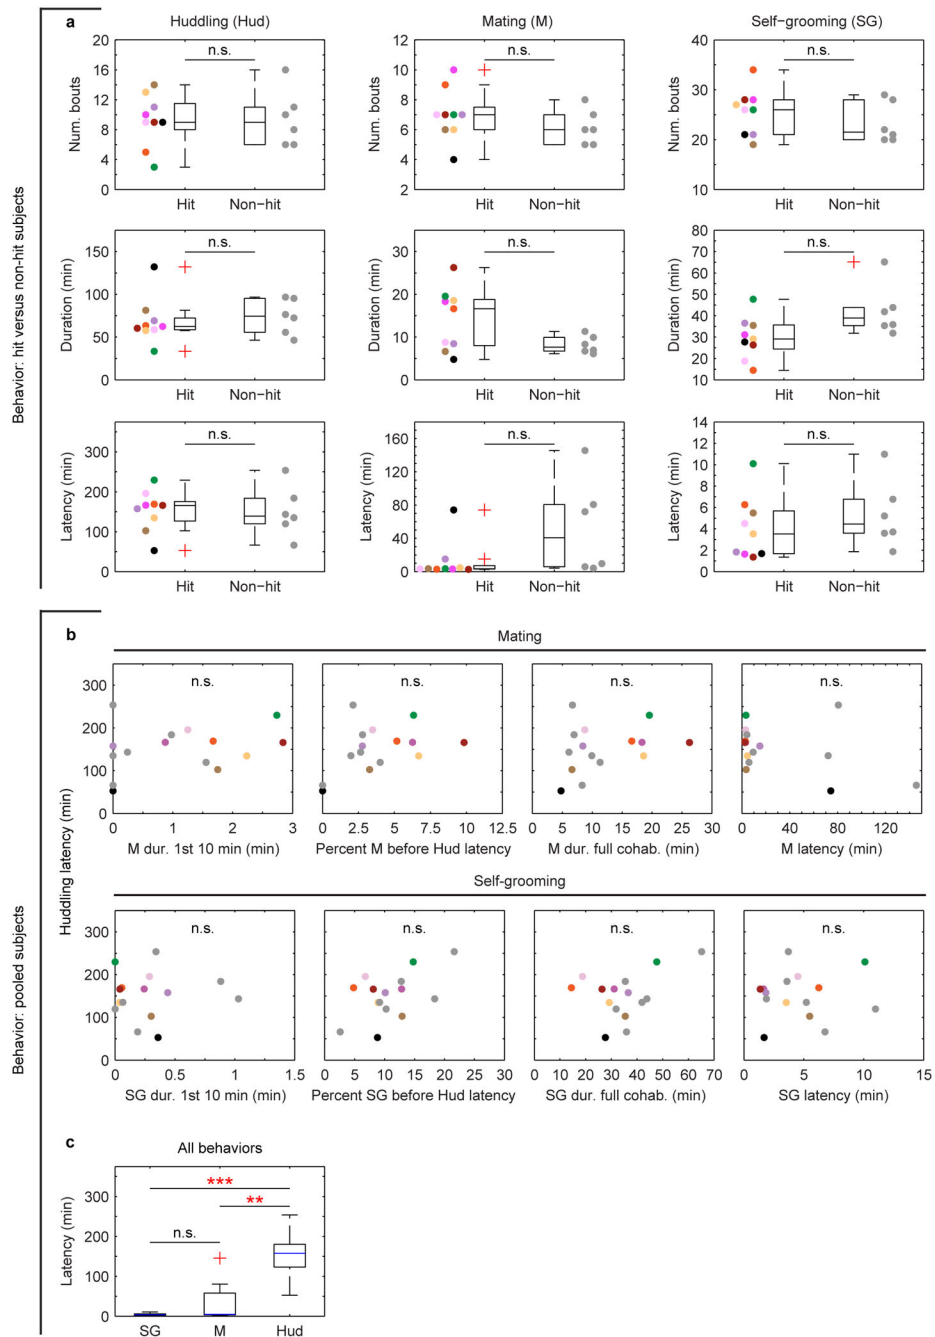 a
Behavior: hit versus non-hit subjects
Huddling (Hud)
Mating (M)
Self-grooming (SG)
20
16
12
8
4
0
Num. bouts
n.s.
Hit
Non-hit
12
10
8
6
4
2
Num. bouts
n.s.
Hit
Non-hit
40
30
20
10
Num. bouts
n.s.
Hit
Non-hit
150
100
50
0
Duration (min)
n.s.
Hit
Non-hit
30
20
10
0
Duration (min)
n.s.
Hit
Non-hit
80
70
60
50
40
30
20
10
Duration (min)
n.s.
Hit
Non-hit
300
200
100
0
Latency (min)
n.s.
Hit
Non-hit
160
120
80
40
0
Latency (min)
n.s.
Hit
Non-hit
14
12
10
8
6
4
2
0
Latency (min)
n.s.
Hit
Non-hit
b
Behavior: pooled subjects
Mating
Huddling latency (min)
300
200
100
0
n.s.
0 1 2 3
M dur. 1st 10 min (min)
n.s.
0 2.5 5 7.5 10 12.5
Percent M before Hud latency
n.s.
0 5 10 15 20 25 30
M dur. full cohab. (min)
n.s.
0 40 80 120
M latency (min)
Self-grooming
300
200
100
0
n.s.
0 0.5 1 1.5
SG dur. 1st 10 min (min)
n.s.
0 5 10 15 20 25 30
Percent SG before Hud latency
n.s.
0 10 20 30 40 50 60 70
SG dur. full cohab. (min)
n.s.
0 5 10 15
SG latency (min)
c
All behaviors
300
200
100
0
Latency (min)
***
**
n.s.
SG
M
Hud